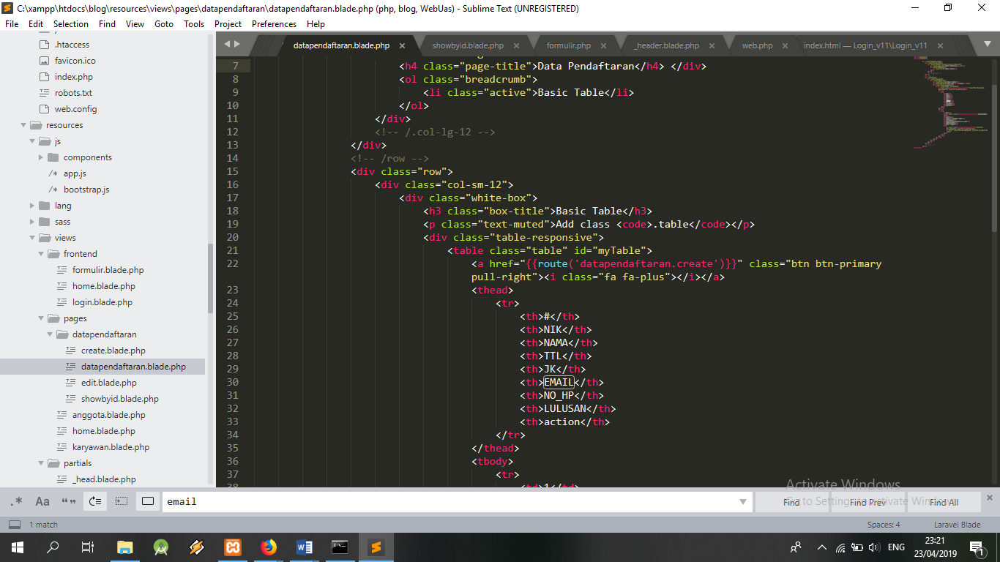 C:\xampp\htdocs\blog\resources\views\pages\datapendaftaran\datapendaftaran.blade.php (php, blog, WebUas) - Sublime Text (UNREGISTERED)
File Edit Selection Find View Goto Tools Project Preferences Help
.htaccess
favicon.ico
index.php
robots.txt
web.config
resources
js
components
/* app.js
/* bootstrap.js
lang
sass
views
frontend
formulir.blade.php
home.blade.php
login.blade.php
pages
datapendaftaran
create.blade.php
datapendaftaran.blade.php
edit.blade.php
showbyid.blade.php
anggota.blade.php
home.blade.php
karyawan.blade.php
partials
_head.blade.php
datapendaftaran.blade.php showbyid.blade.php formulir.php _header.blade.php web.php index.html — Login_v11\Login_v11
7 <h4 class="page-title">Data Pendaftaran</h4> </div>
8 <ol class="breadcrumb">
9 <li class="active">Basic Table</li>
10 </ol>
11 </div>
12 <!-- /.col-lg-12 -->
13 </div>
14 <!-- /row -->
15 <div class="row">
16 <div class="col-sm-12">
17 <div class="white-box">
18 <h3 class="box-title">Basic Table</h3>
19 <p class="text-muted">Add class <code>.table</code></p>
20 <div class="table-responsive">
21 <table class="table" id="myTable">
22 <a href="{{route('datapendaftaran.create')}}" class="btn btn-primary
pull-right"><i class="fa fa-plus"></i></a>
23 <thead>
24 <tr>
25 <th>#</th>
26 <th>NIK</th>
27 <th>NAMA</th>
28 <th>TTL</th>
29 <th>JK</th>
30 <th>EMAIL</th>
31 <th>NO_HP</th>
32 <th>LULUSAN</th>
33 <th>action</th>
34 </tr>
35 </thead>
36 <tbody>
37 <tr>
38 <td>1</td>
Activate Windows
Go to Settings to activate Windows.
.* Aa “” email Find Find Prev Find All
1 match Spaces: 4 Laravel Blade
ENG 23:21
23/04/2019
1